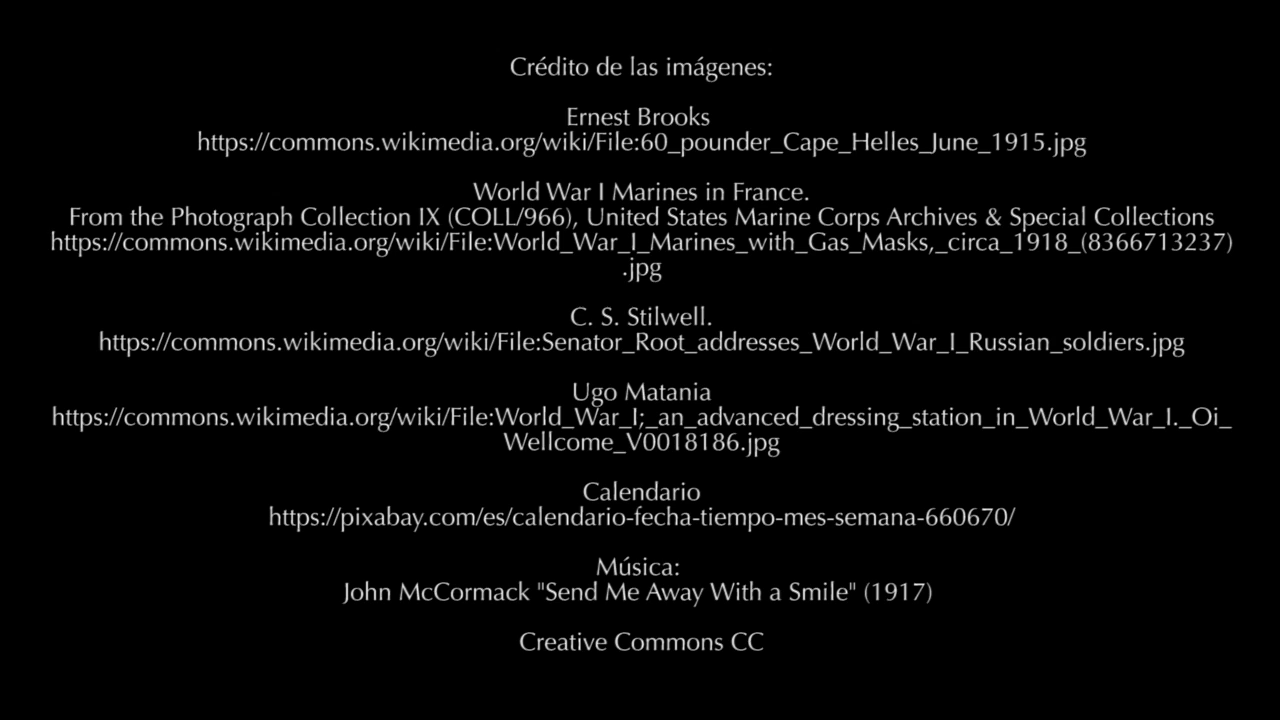 Crédito de las imágenes:
Ernest Brooks
https://commons.wikimedia.org/wiki/File:60_pounder_Cape_Helles_June_1915.jpg
World War I Marines in France.
From the Photograph Collection IX (COLL/966), United States Marine Corps Archives & Special Collections
https://commons.wikimedia.org/wiki/File:World_War_I_Marines_with_Gas_Masks,_circa_1918_(8366713237)
.jpg
C. S. Stilwell.
https://commons.wikimedia.org/wiki/File:Senator_Root_addresses_World_War_I_Russian_soldiers.jpg
Ugo Matania
https://commons.wikimedia.org/wiki/File:World_War_I;_an_advanced_dressing_station_in_World_War_I._Oi_
Wellcome_V0018186.jpg
Calendario
https://pixabay.com/es/calendario-fecha-tiempo-mes-semana-660670/
Música:
John McCormack "Send Me Away With a Smile" (1917)
Creative Commons CC